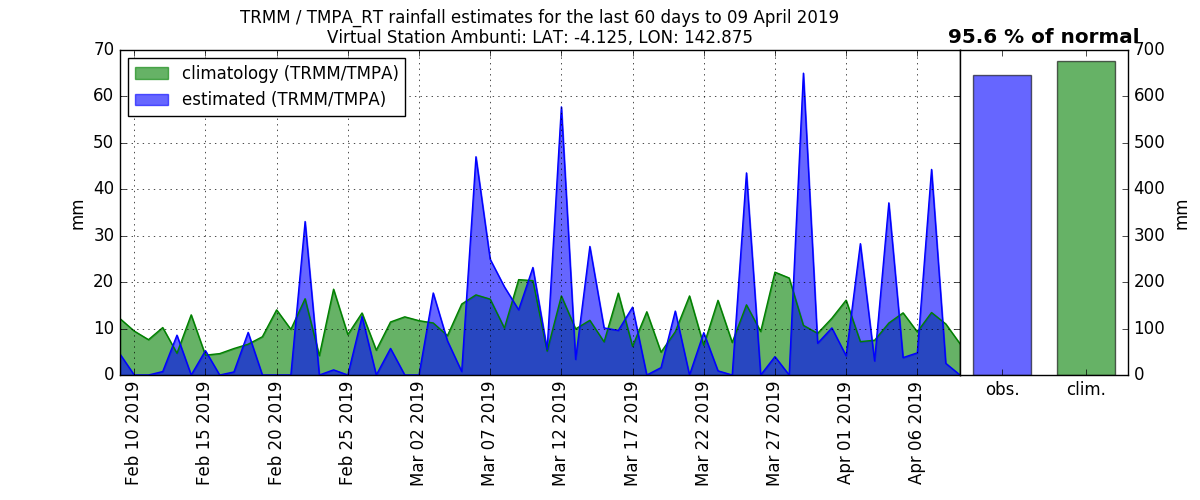 TRMM / TMPA_RT rainfall estimates for the last 60 days to 09 April 2019
Virtual Station Ambunti: LAT: -4.125, LON: 142.875
95.6 % of normal
climatology (TRMM/TMPA)
estimated (TRMM/TMPA)
mm
70
60
50
40
30
20
10
0
700
600
500
400
300
200
100
0
mm
Feb 10 2019
Feb 15 2019
Feb 20 2019
Feb 25 2019
Mar 02 2019
Mar 07 2019
Mar 12 2019
Mar 17 2019
Mar 22 2019
Mar 27 2019
Apr 01 2019
Apr 06 2019
obs.
clim.